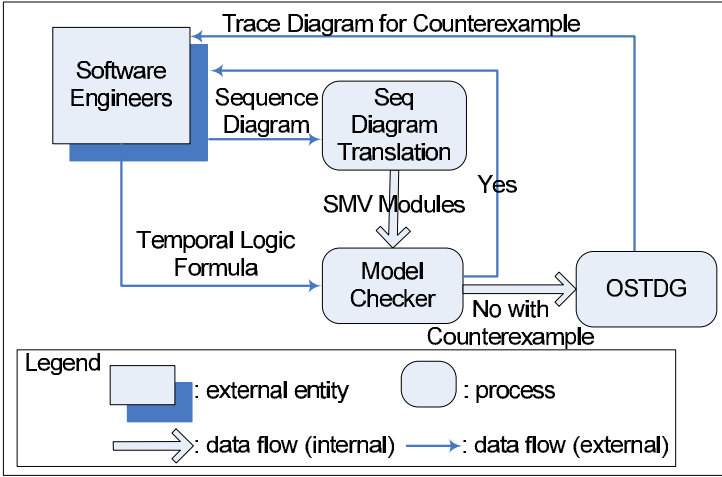 Trace Diagram for Counterexample
Software
Engineers
Sequence
Diagram
Seq
Diagram
Translation
Yes
SMV Modules
Temporal Logic
Formula
Model
Checker
OSTDG
No with
Counterexample
Legend
: external entity
: process
: data flow (internal)
: data flow (external)